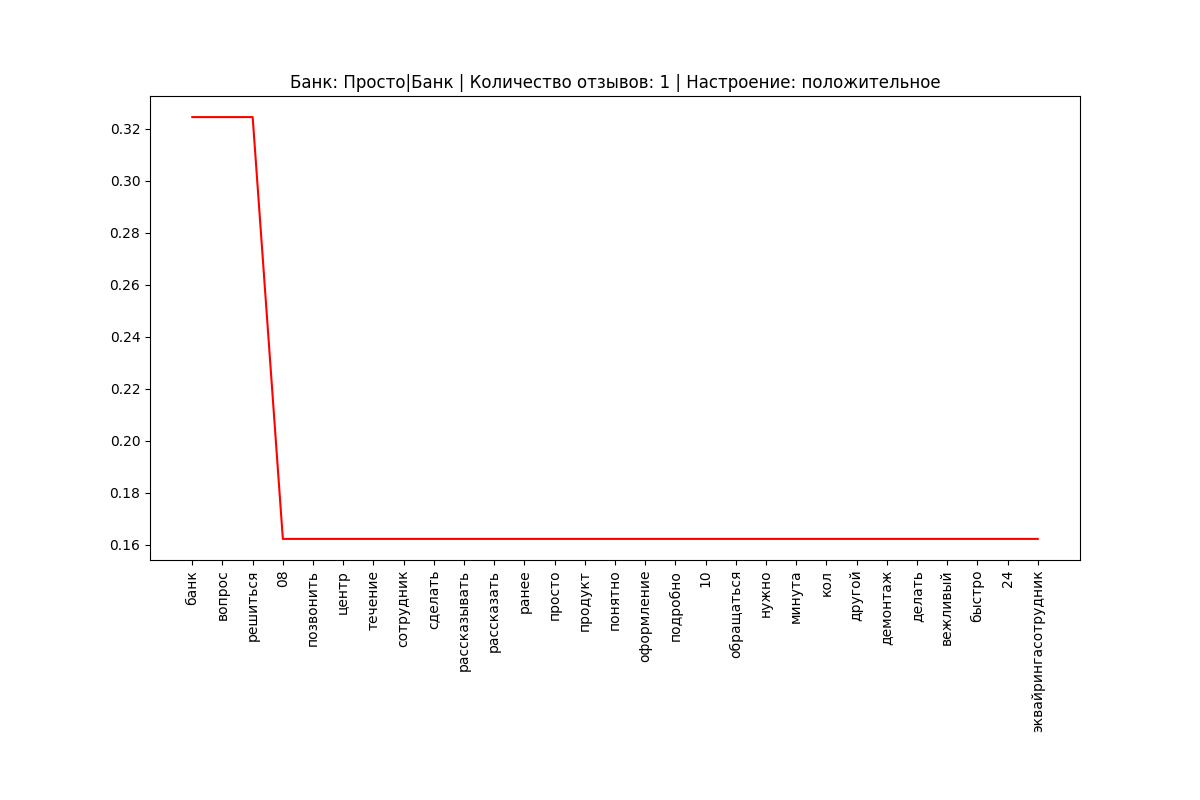 Банк: Просто|Банк | Количество отзывов: 1 | Настроение: положительное
0.32
0.30
0.28
0.26
0.24
0.22
0.20
0.18
0.16
банк
вопрос
решиться
08
позвонить
центр
течение
сотрудник
сделать
рассказывать
рассказать
ранее
просто
продукт
понятно
оформление
подробно
10
обращаться
нужно
минута
кол
другой
демонтаж
делать
вежливый
быстро
24
эквайрингасотрудник